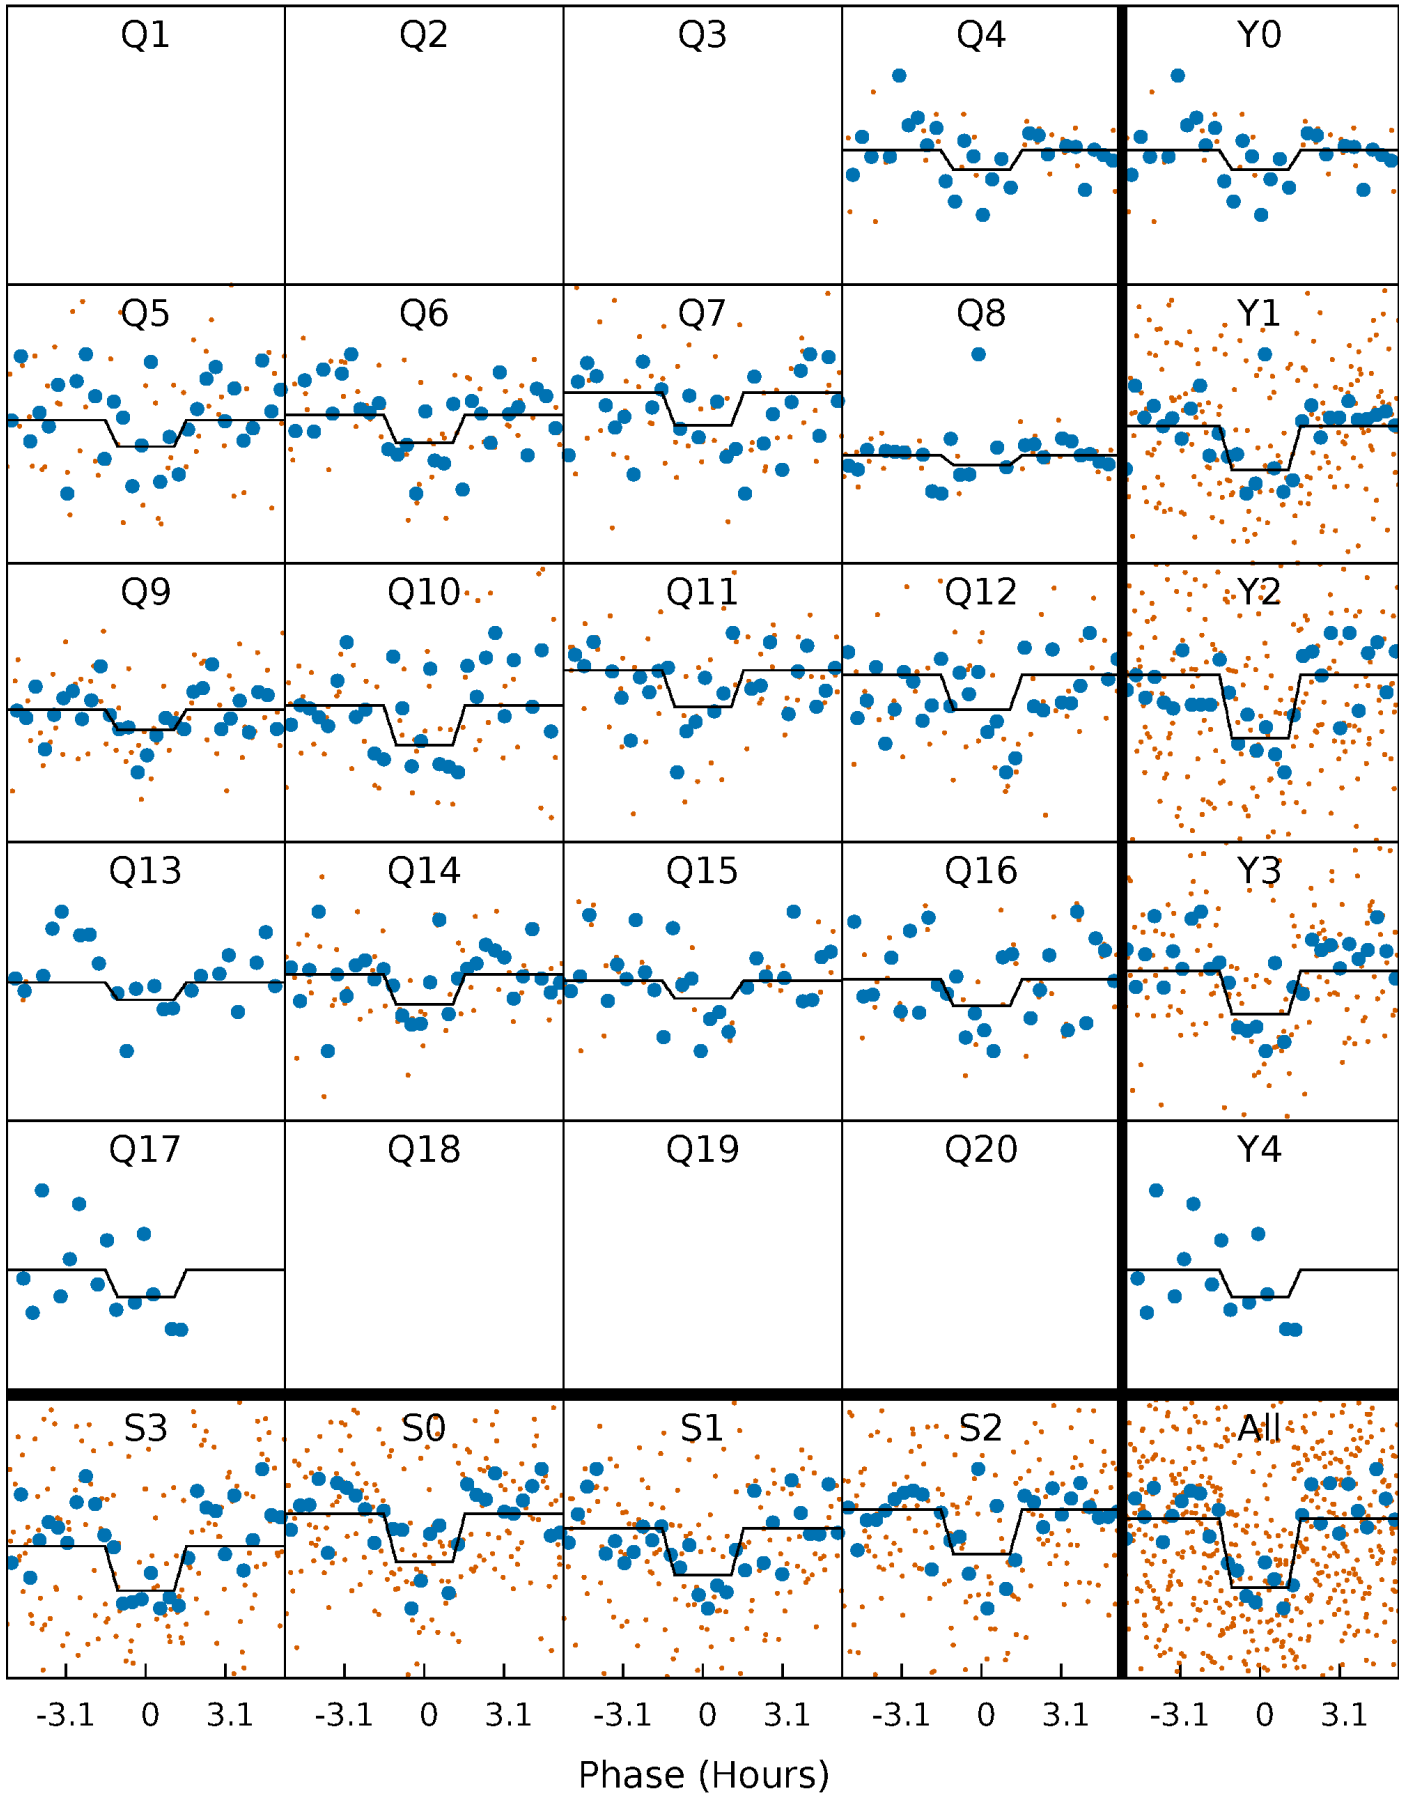 Q1 Q2 Q3 Q4 Y0
Q5 Q6 Q7 Q8 Y1
Q9 Q10 Q11 Q12 Y2
Q13 Q14 Q15 Q16 Y3
Q17 Q18 Q19 Q20 Y4
S3 S0 S1 S2 All
-3.1 0 3.1 -3.1 0 3.1 -3.1 0 3.1 -3.1 0 3.1 -3.1 0 3.1
Phase (Hours)